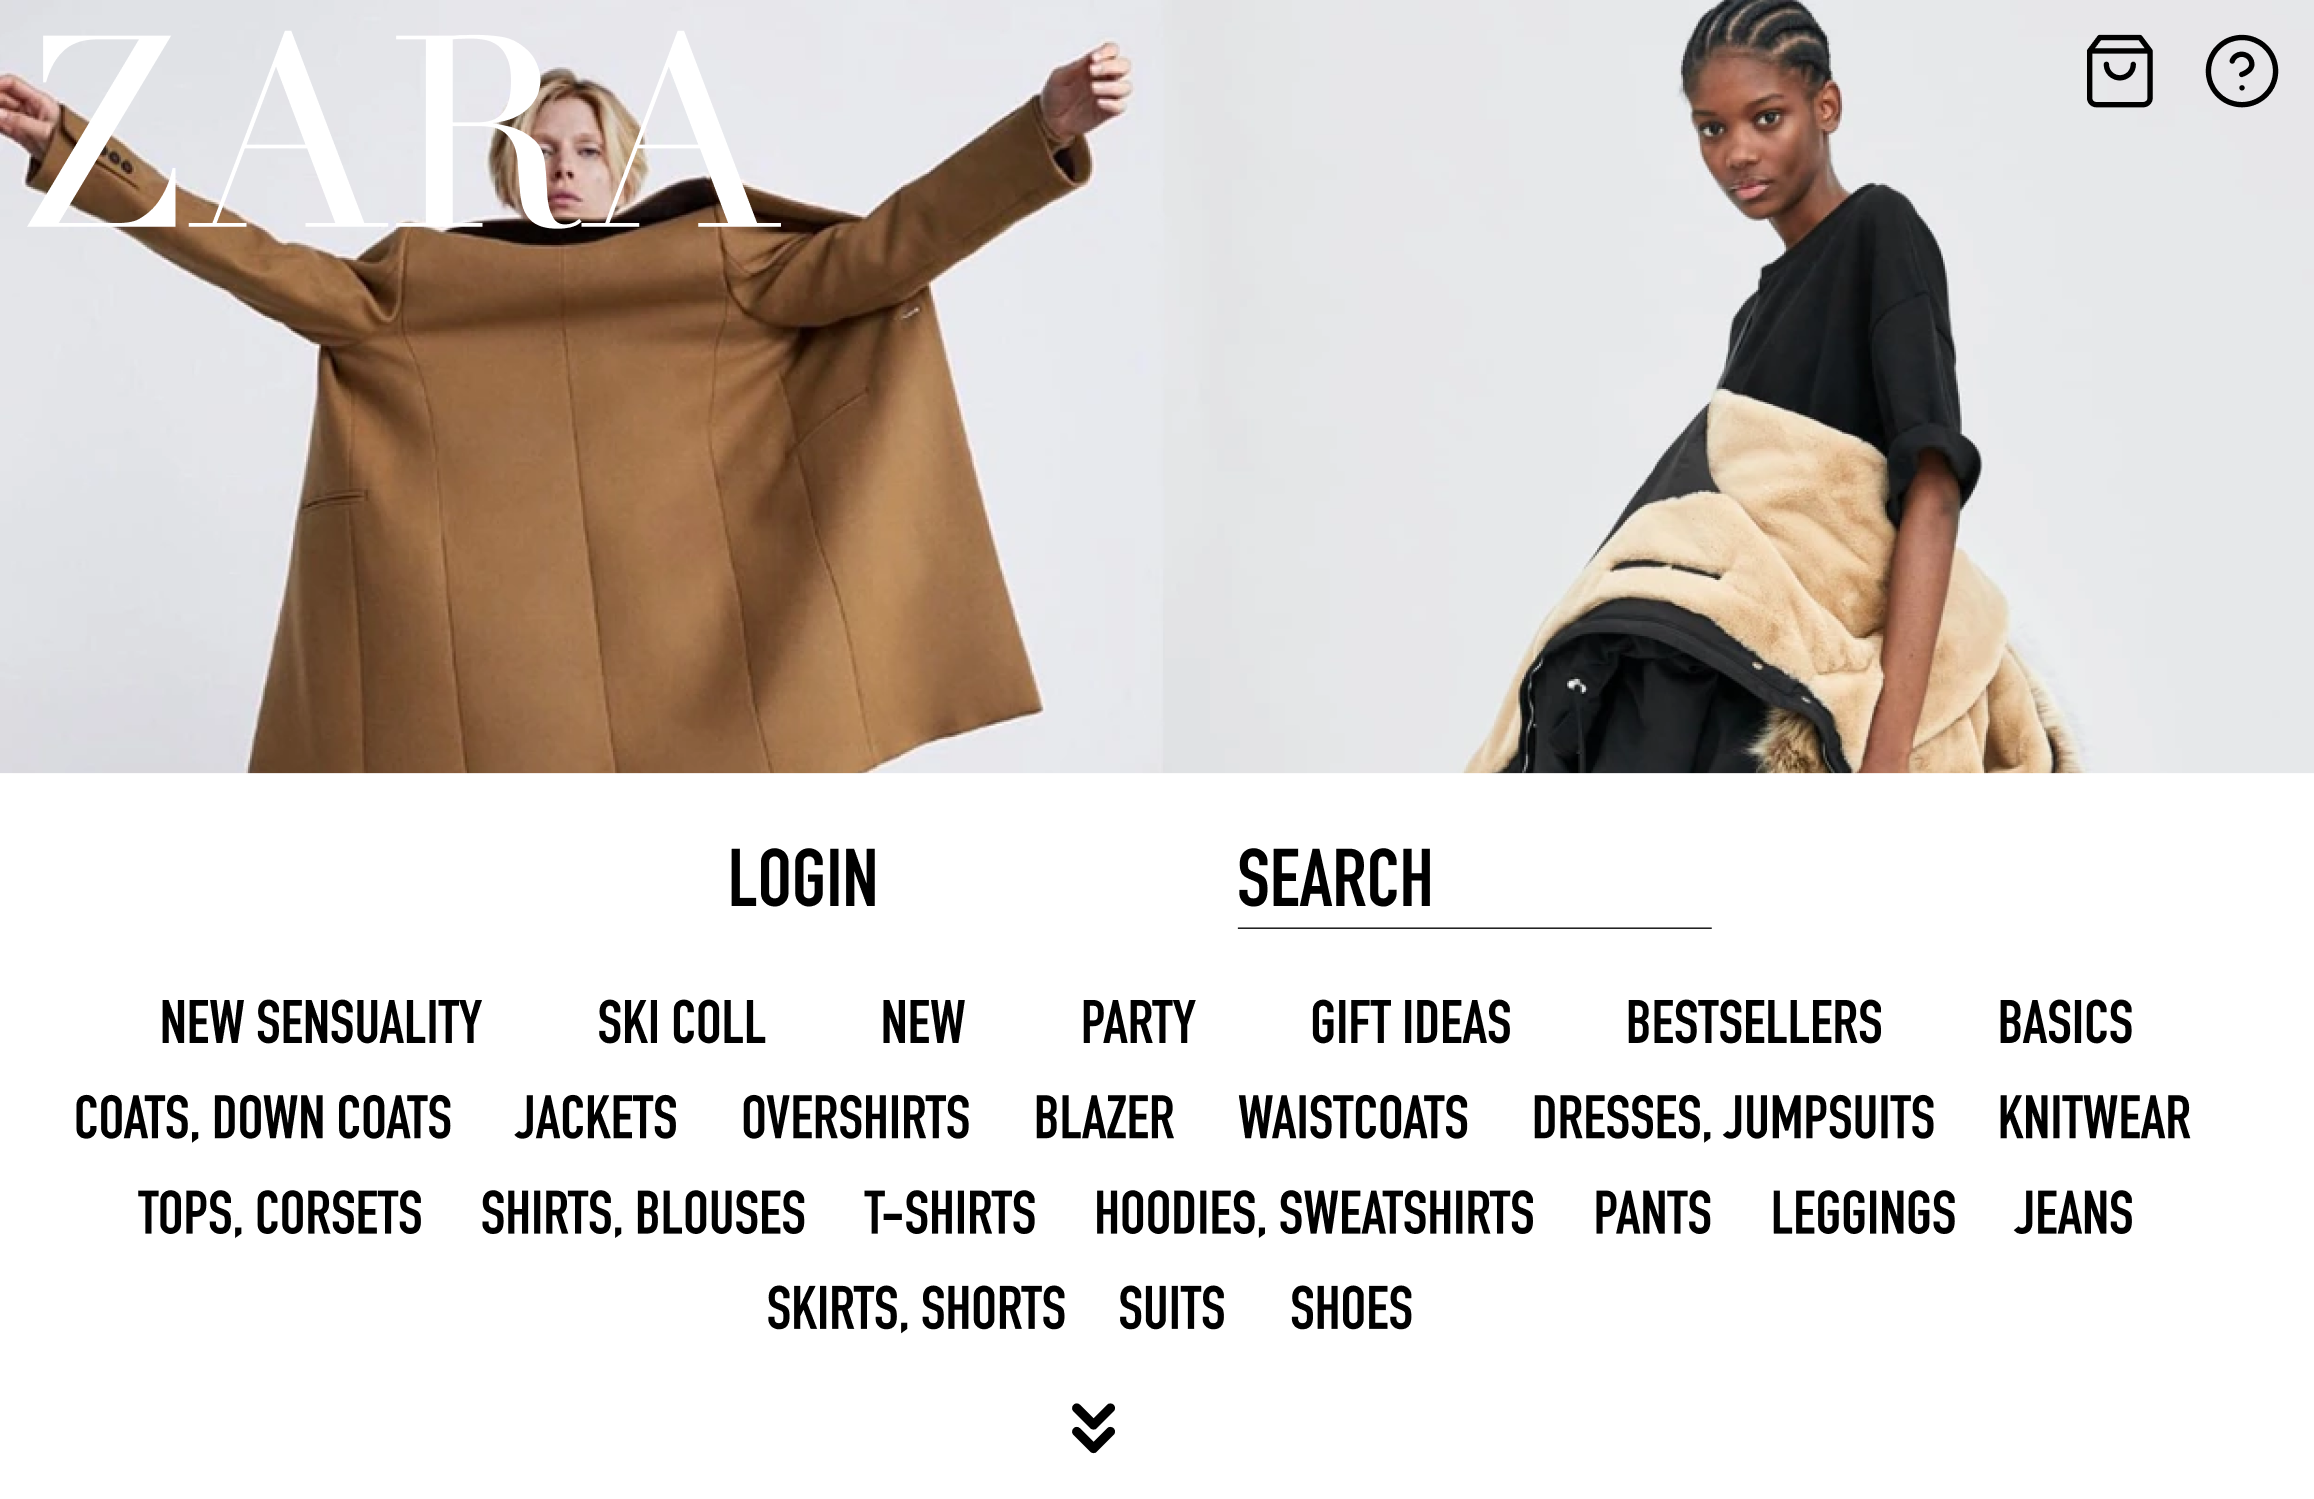 ZARA
LOGIN SEARCH
NEW SENSUALITY SKI COLL NEW PARTY GIFT IDEAS BESTSELLERS BASICS
COATS, DOWN COATS JACKETS OVERSHIRTS BLAZER WAISTCOATS DRESSES, JUMPSUITS KNITWEAR
TOPS, CORSETS SHIRTS, BLOUSES T-SHIRTS HOODIES, SWEATSHIRTS PANTS LEGGINGS JEANS
SKIRTS, SHORTS SUITS SHOES